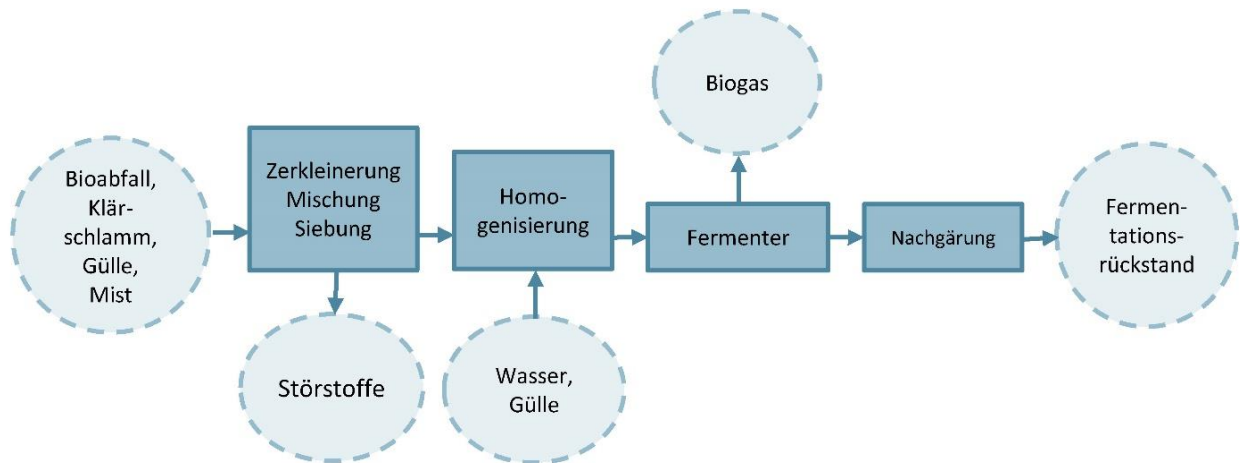 Bioabfall,
Klär-
schlamm,
Gülle,
Mist
Zerkleinerung
Mischung
Siebung
Störstoffe
Homo-
genisierung
Wasser,
Gülle
Biogas
Fermenter
Nachgärung
Fermen-
tations-
rückstand